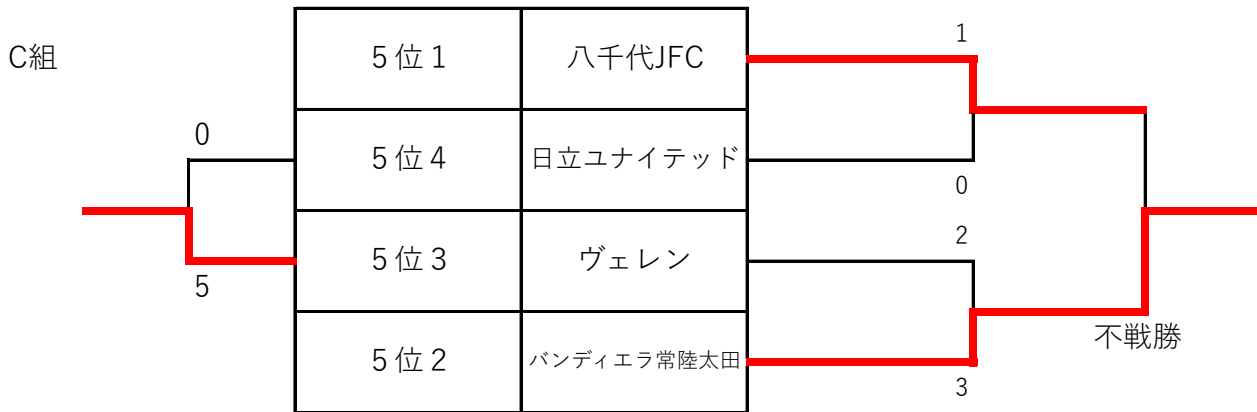 C組
5位1 八千代JFC 1
0 5位4 日立ユナイテッド 0
5 5位3 ヴェレン 2
5位2 バンディエラ常陸太田 3
不戦勝